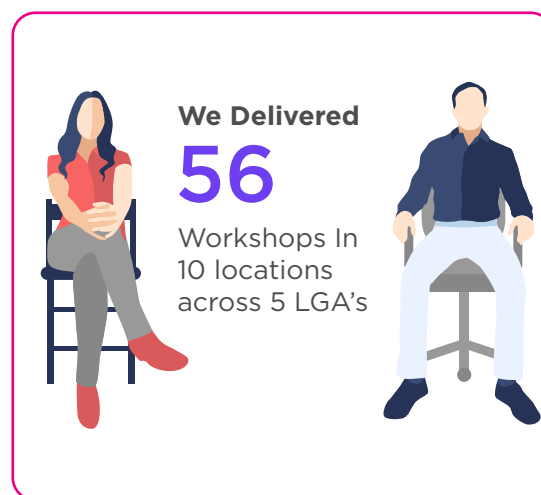 We Delivered
56
Workshops In
10 locations
across 5 LGA’s